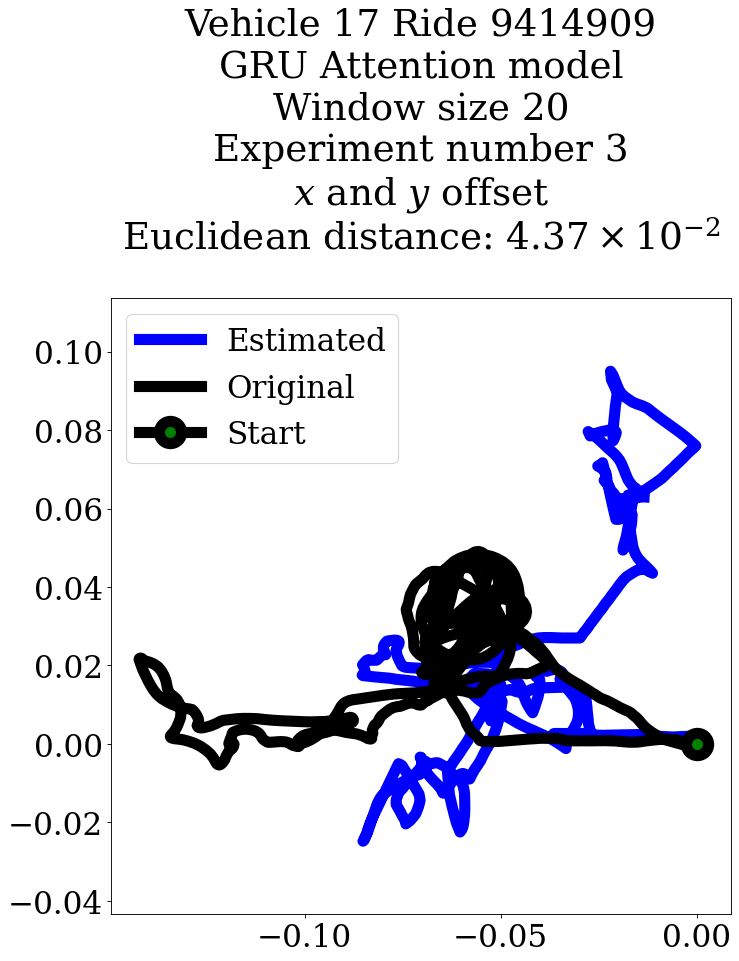 Vehicle 17 Ride 9414909
GRU Attention model
Window size 20
Experiment number 3
x and y offset
Euclidean distance: 4.37 × 10⁻²
Estimated
Original
Start
0.10
0.08
0.06
0.04
0.02
0.00
−0.02
−0.04
−0.10
−0.05
0.00